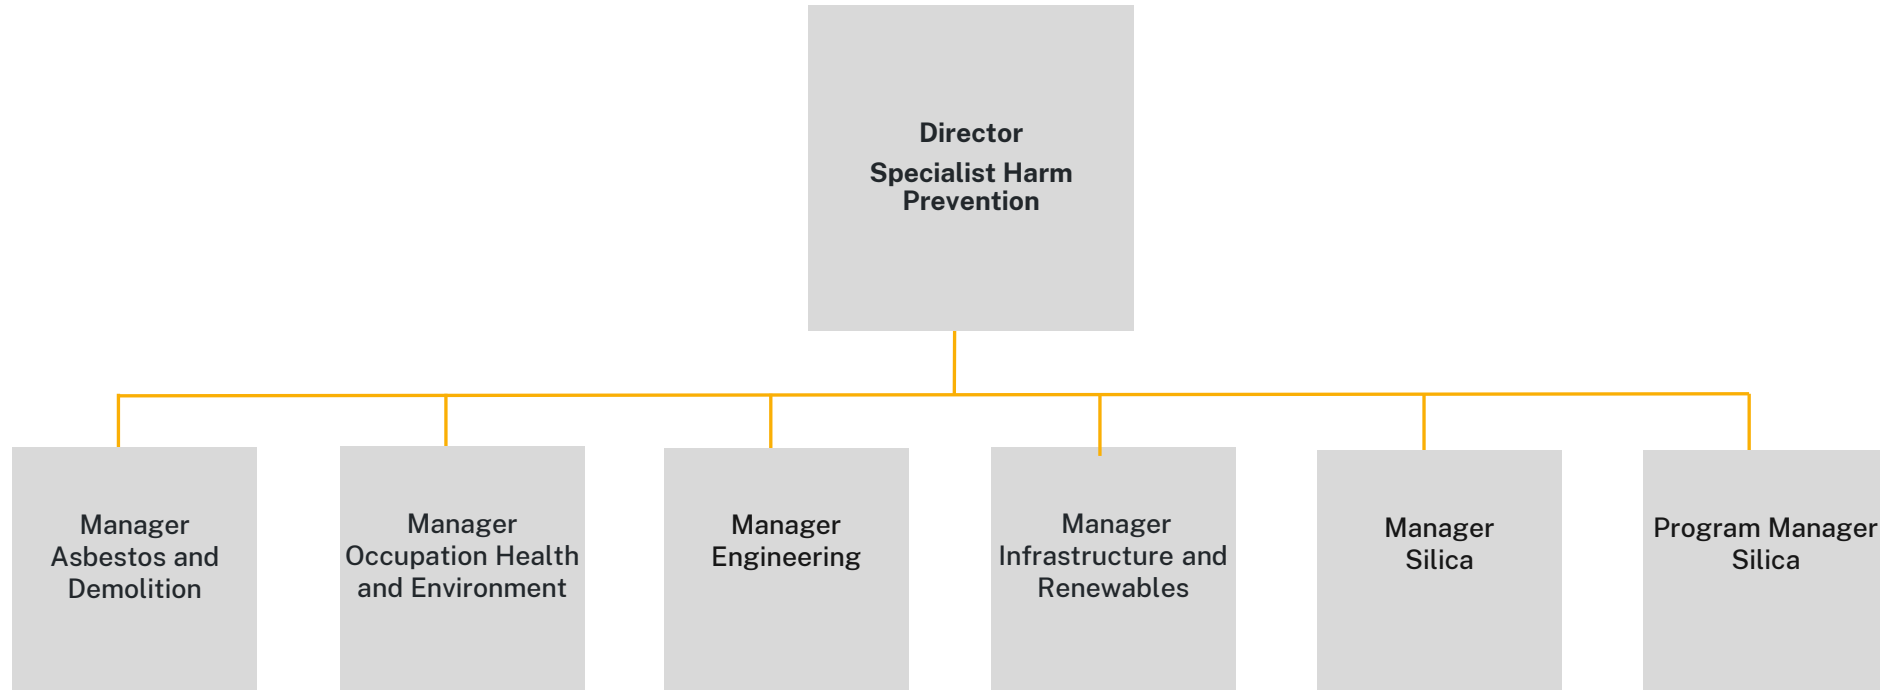 Director
Specialist Harm
Prevention
Manager
Asbestos and
Demolition
Manager
Occupation Health
and Environment
Manager
Engineering
Manager
Infrastructure and
Renewables
Manager
Silica
Program Manager
Silica